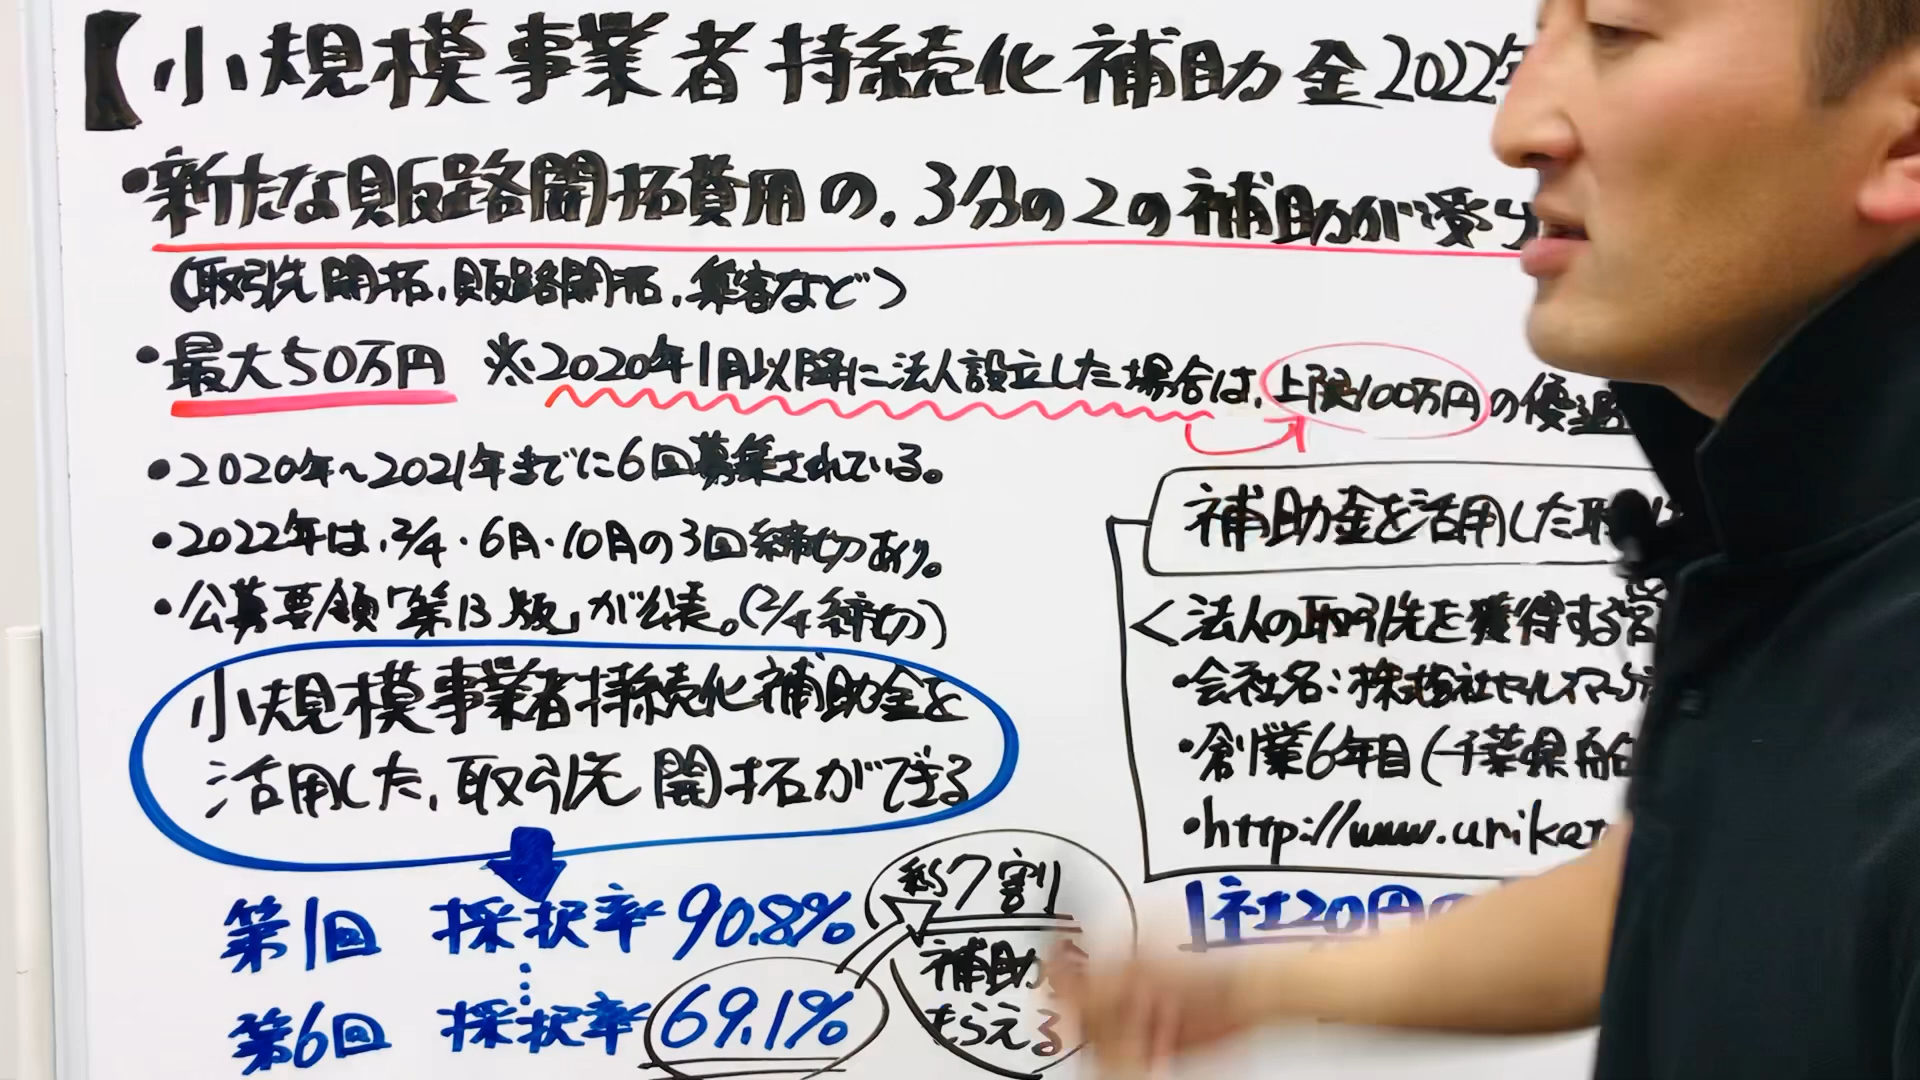 【小規模事業者持続化補助金2022年
・新たな販路開拓費用の、3分の2の補助が受け
（取引先開拓、販路開拓、集客など）
・最大50万円 ※2020年1月以降に法人設立した場合は、上限100万円の優遇
・2020年～2021年までに6回募集されている。
・2022年は、2/4・6月・10月の3回締切あり。
・公募要領「第13版」が公表。（2/4締切）
小規模事業者持続化補助金を
活用した、取引先開拓ができる
第1回 採択率90.8%
第6回 採択率69.1%
約7割
補助金
もらえる
補助金を活用した取
＜法人の取引先を獲得する営
・会社名：株式会社セールスマーケ
・創業6年目（千葉県船
・http://www.urike
1社20円の